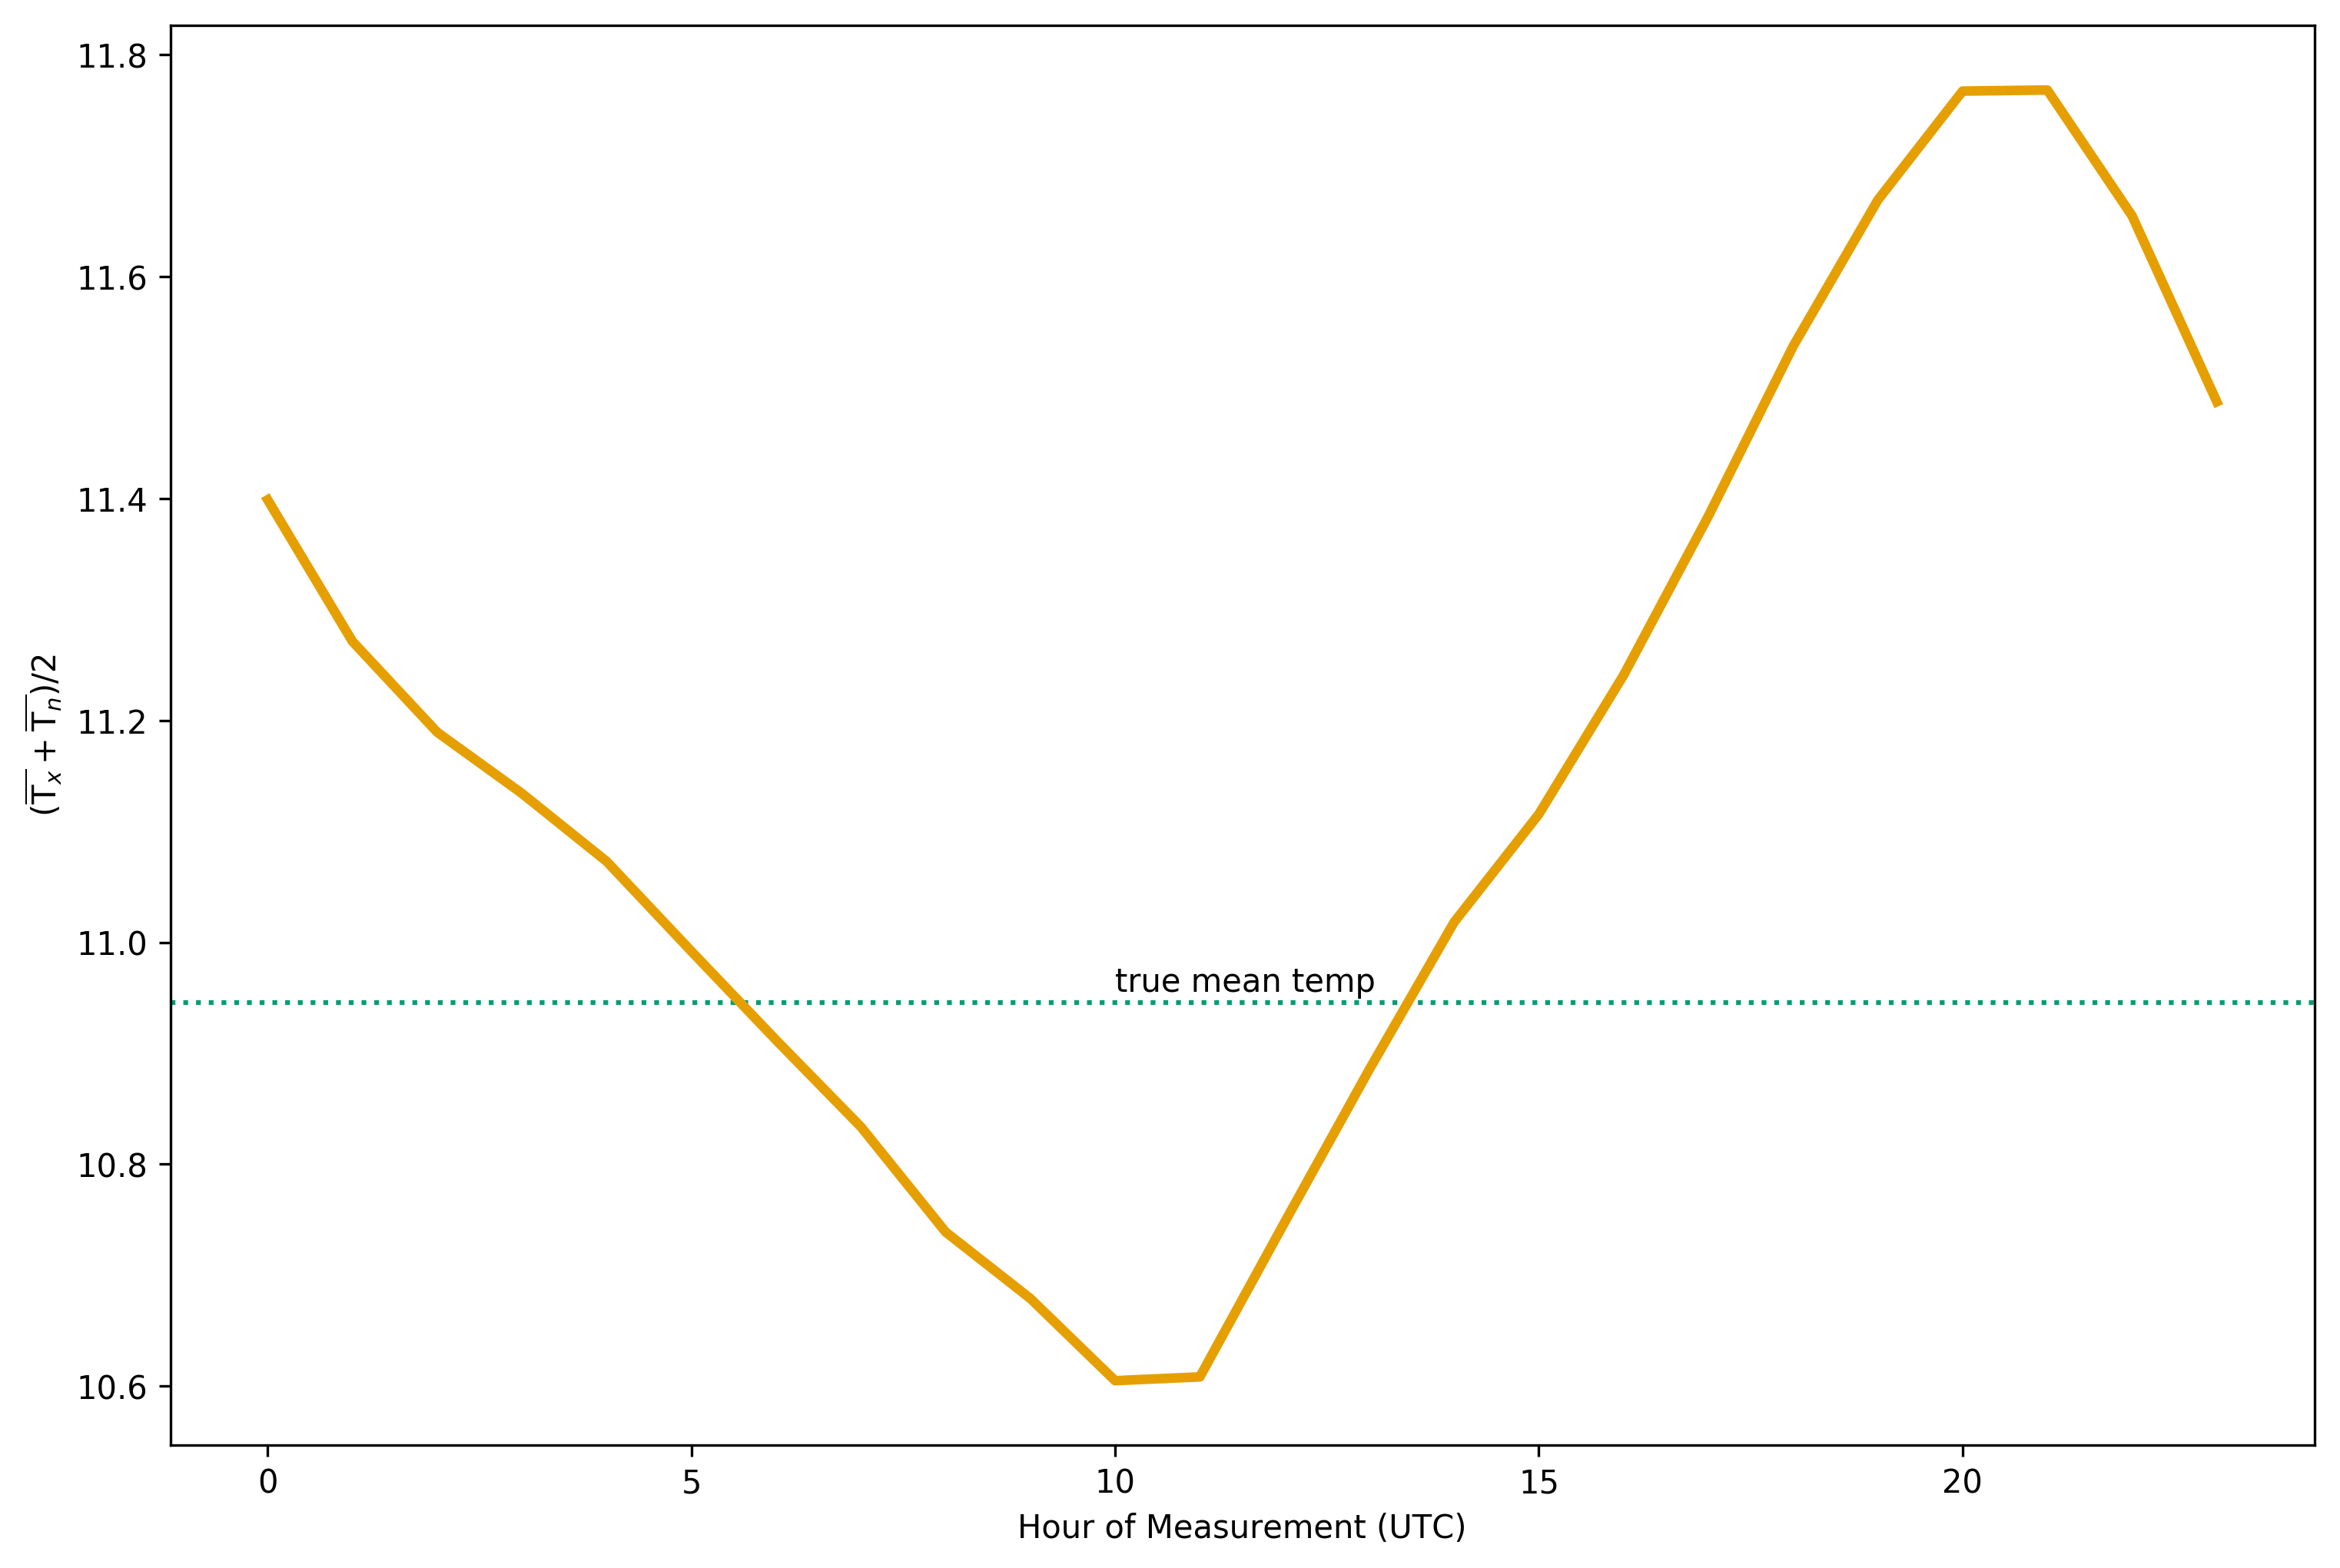 11.8
11.6
11.4
11.2
11.0
10.8
10.6
(T̅ₓ + T̅ₙ)/2
true mean temp
0 5 10 15 20
Hour of Measurement (UTC)